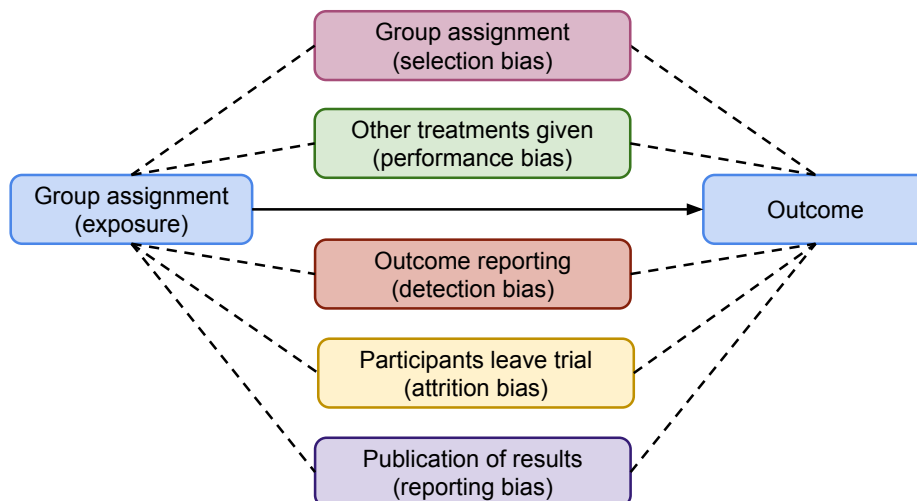 Group assignment
(selection bias)
Other treatments given
(performance bias)
Group assignment
(exposure)
Outcome
Outcome reporting
(detection bias)
Participants leave trial
(attrition bias)
Publication of results
(reporting bias)